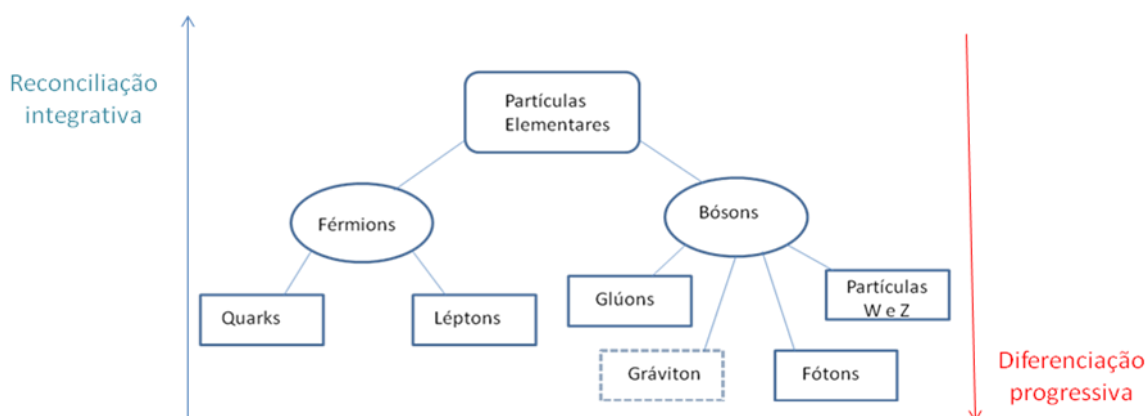 Reconciliação
integrativa
Partículas
Elementares
Férmions
Bósons
Quarks
Léptons
Glúons
Partículas
W e Z
Gráviton
Fótons
Diferenciação
progressiva